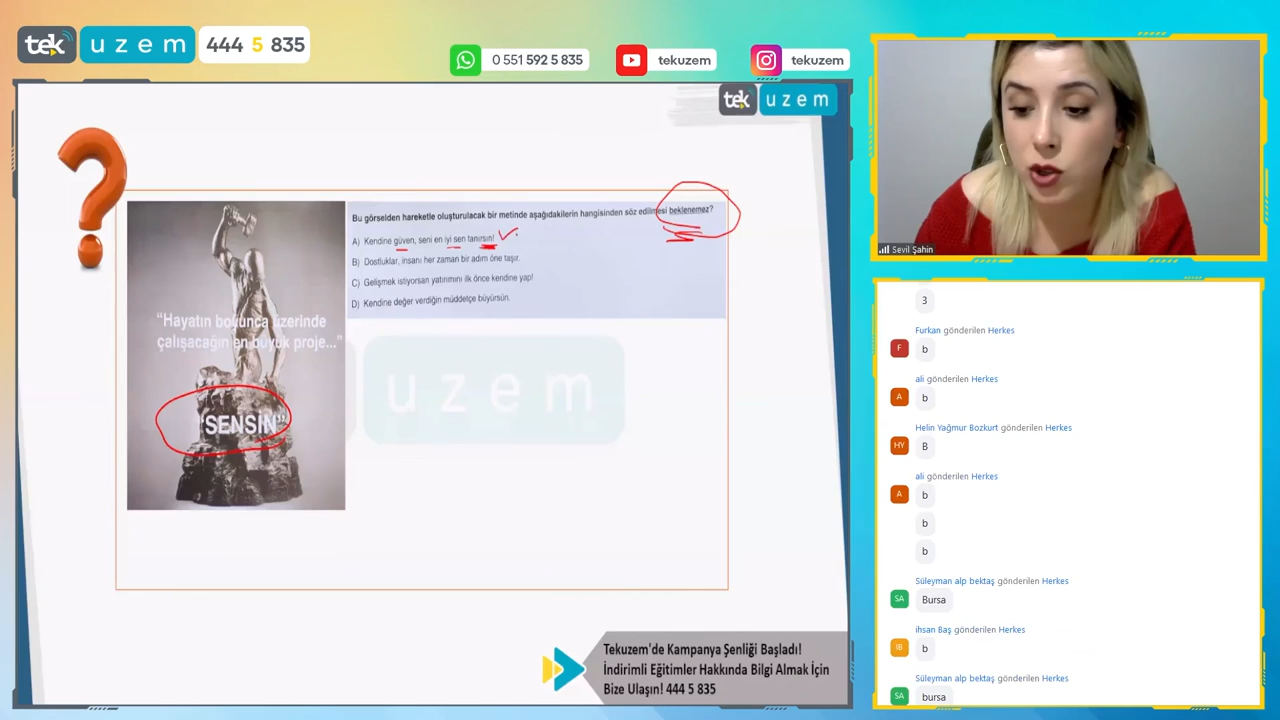 tek uzem 444 5 835
0 551 592 5 835 tekuzem tekuzem
tek uzem
Bu görselden hareketle oluşturulacak bir metinde aşağıdakilerin hangisinden söz edilmesi beklenemez?
A) Kendine güven, seni en iyi sen tanırsın!
B) Dostluklar, insanı her zaman bir adım öne taşır.
C) Gelişmek istiyorsan yatırımını ilk önce kendine yap!
D) Kendine değer verdiğin müddetçe büyürsün.
"Hayatın boyunca üzerinde
çalışacağın en büyük proje..."
"SENSİN"
uzem
Tekuzem'de Kampanya Şenliği Başladı!
İndirimli Eğitimler Hakkında Bilgi Almak İçin
Bize Ulaşın! 444 5 835
Sevil Şahin
3
Furkan gönderilen Herkes
F b
ali gönderilen Herkes
A b
Helin Yağmur Bozkurt gönderilen Herkes
HY B
ali gönderilen Herkes
A b
b
b
Süleyman alp bektaş gönderilen Herkes
SA Bursa
ihsan Baş gönderilen Herkes
İB b
Süleyman alp bektaş gönderilen Herkes
SA bursa